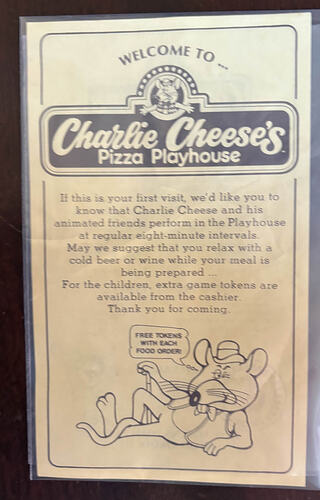 WELCOME TO ...
Charlie Cheese's
Pizza Playhouse
If this is your first visit, we'd like you to
know that Charlie Cheese and his
animated friends perform in the Playhouse
at regular eight-minute intervals.
May we suggest that you relax with a
cold beer or wine while your meal is
being prepared ...
For the children, extra game tokens are
available from the cashier.
Thank you for coming.
FREE TOKENS
WITH EACH
FOOD ORDER!